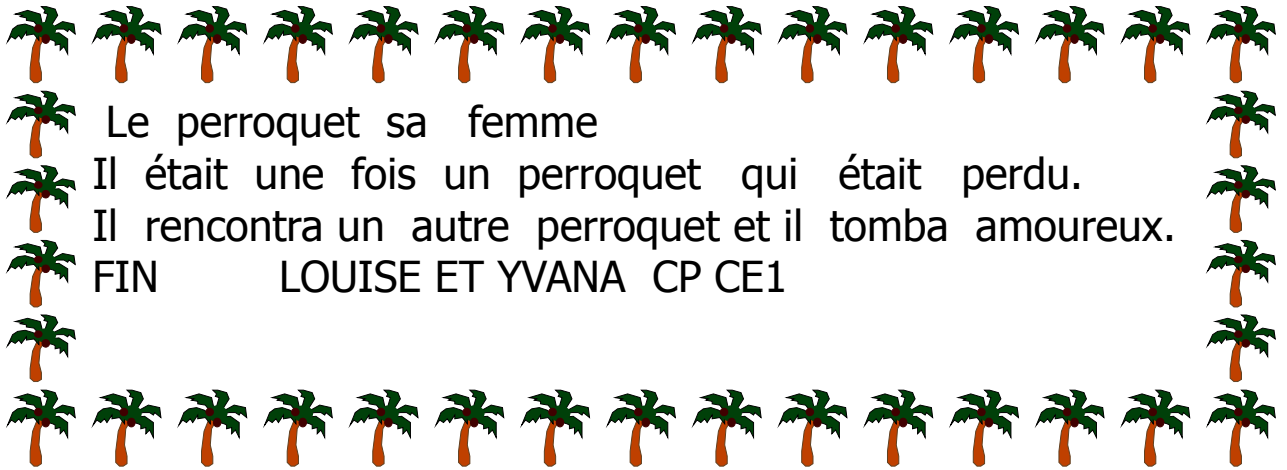 Le perroquet sa femme
Il était une fois un perroquet qui était perdu.
Il rencontra un autre perroquet et il tomba amoureux.
FIN LOUISE ET YVANA CP CE1